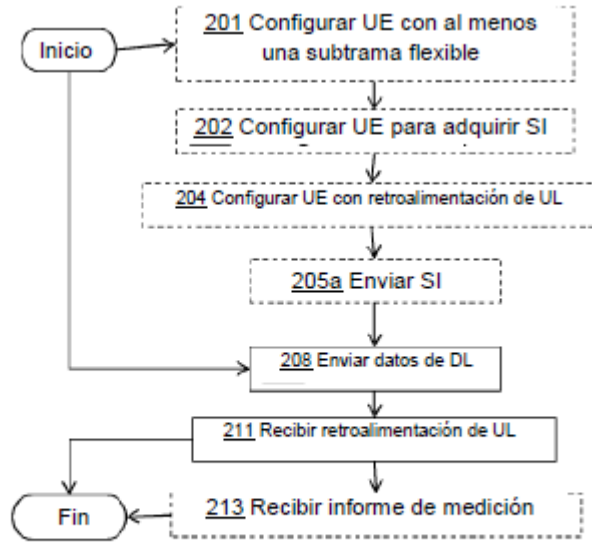 Inicio
201 Configurar UE con al menos
una subtrama flexible
202 Configurar UE para adquirir SI
204 Configurar UE con retroalimentación de UL
205a Enviar SI
208 Enviar datos de DL
211 Recibir retroalimentación de UL
213 Recibir informe de medición
Fin